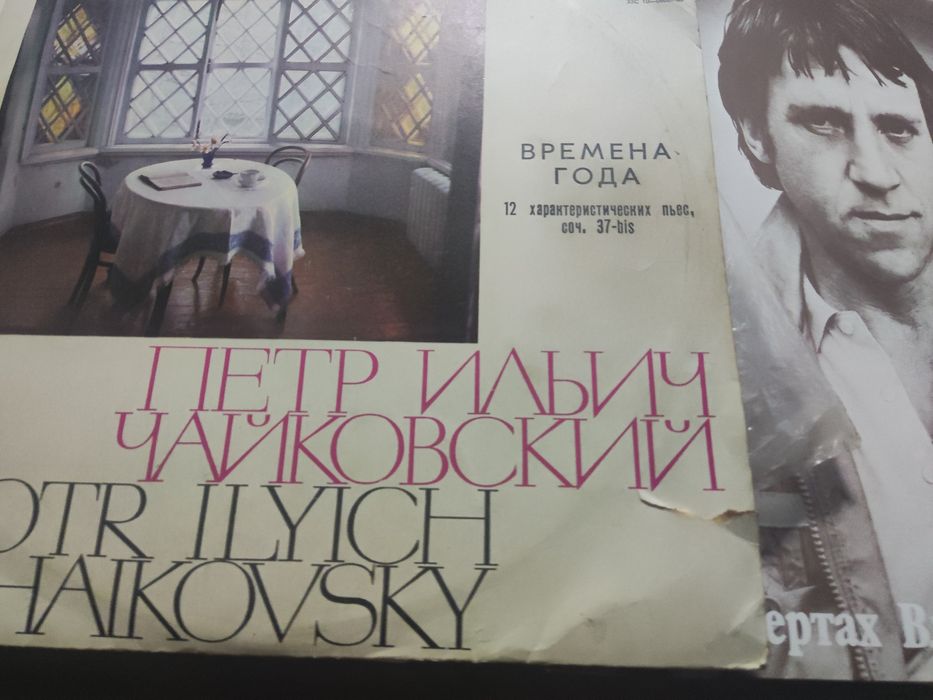 ВРЕМЕНА
ГОДА
12 характеристических пьес,
соч. 37-bis
ПЕТР ИЛЬИЧ
ЧАЙКОВСКИЙ
OTR ILYICH
HAIKOVSKY
ертах В